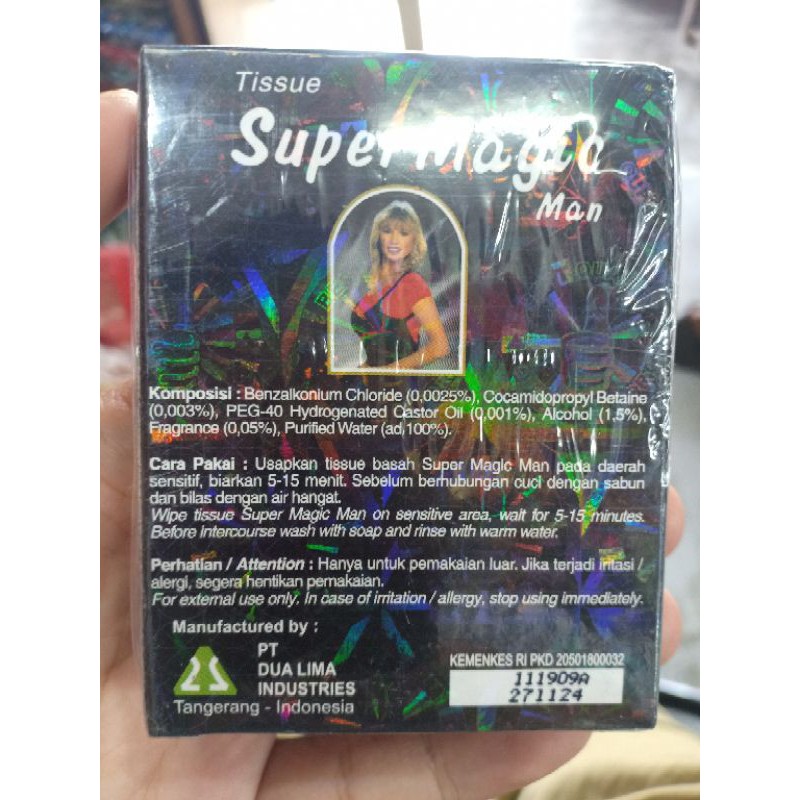 Tissue
Super Magic
Man
Komposisi : Benzalkonium Chloride (0,0025%), Cocamidopropyl Betaine
(0,003%), PEG-40 Hydrogenated Castor Oil (0,001%), Alcohol (1.5%),
Fragrance (0,05%), Purified Water (ad,100%).
Cara Pakai : Usapkan tissue basah Super Magic Man pada daerah
sensitif, biarkan 5-15 menit. Sebelum berhubungan cuci dengan sabun
dan bilas dengan air hangat.
Wipe tissue Super Magic Man on sensitive area, wait for 5-15 minutes.
Before Intercourse wash with soap and rinse with warm water.
Perhatian / Attention : Hanya untuk pemakaian luar. Jika terjadi iritasi /
alergi, segera hentikan pemakaian.
For external use only. In case of irritation / allergy, stop using immediately.
Manufactured by :
PT
DUA LIMA
INDUSTRIES
Tangerang - Indonesia
KEMENKES RI PKD 20501800032
111909A
271124